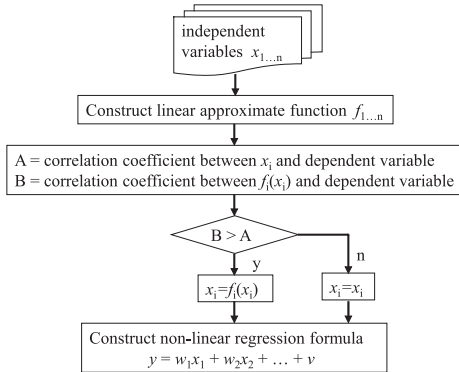 independent
variables x1…n
Construct linear approximate function f1…n
A = correlation coefficient between xi and dependent variable
B = correlation coefficient between fi(xi) and dependent variable
B > A
y
n
xi=fi(xi)
xi=xi
Construct non-linear regression formula
y = w1x1 + w2x2 + … + v